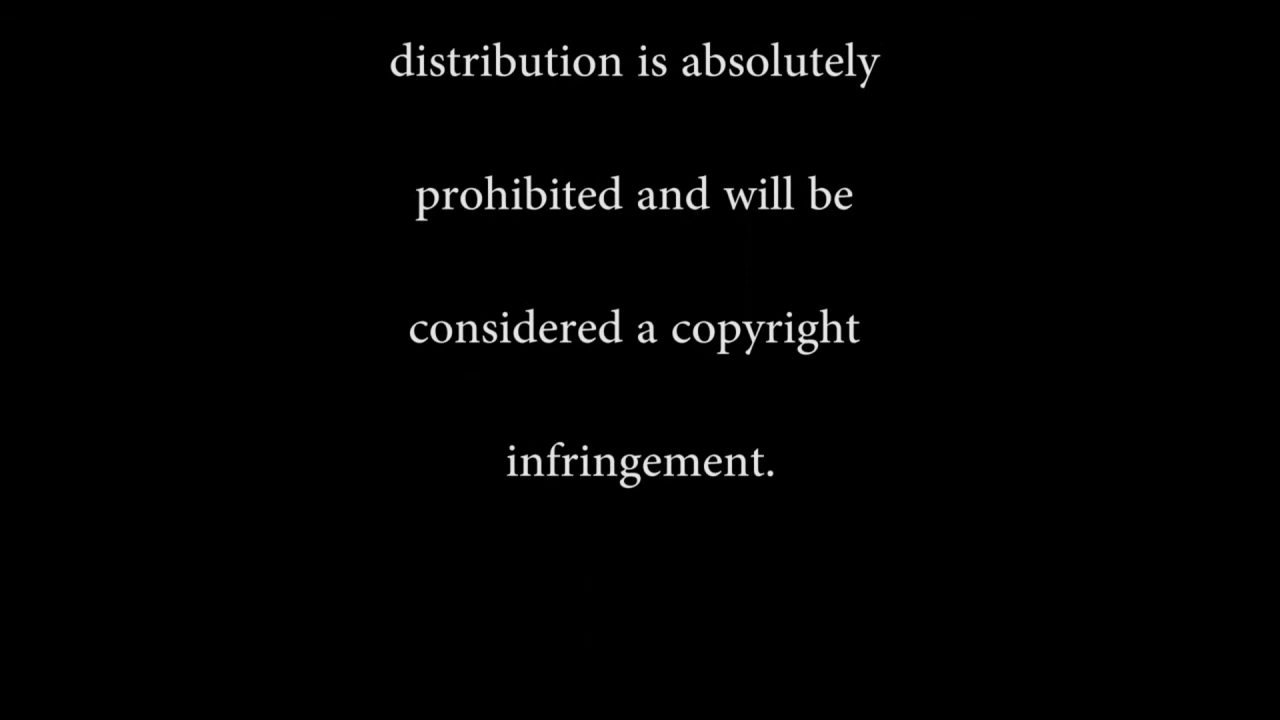 distribution is absolutely
prohibited and will be
considered a copyright
infringement.